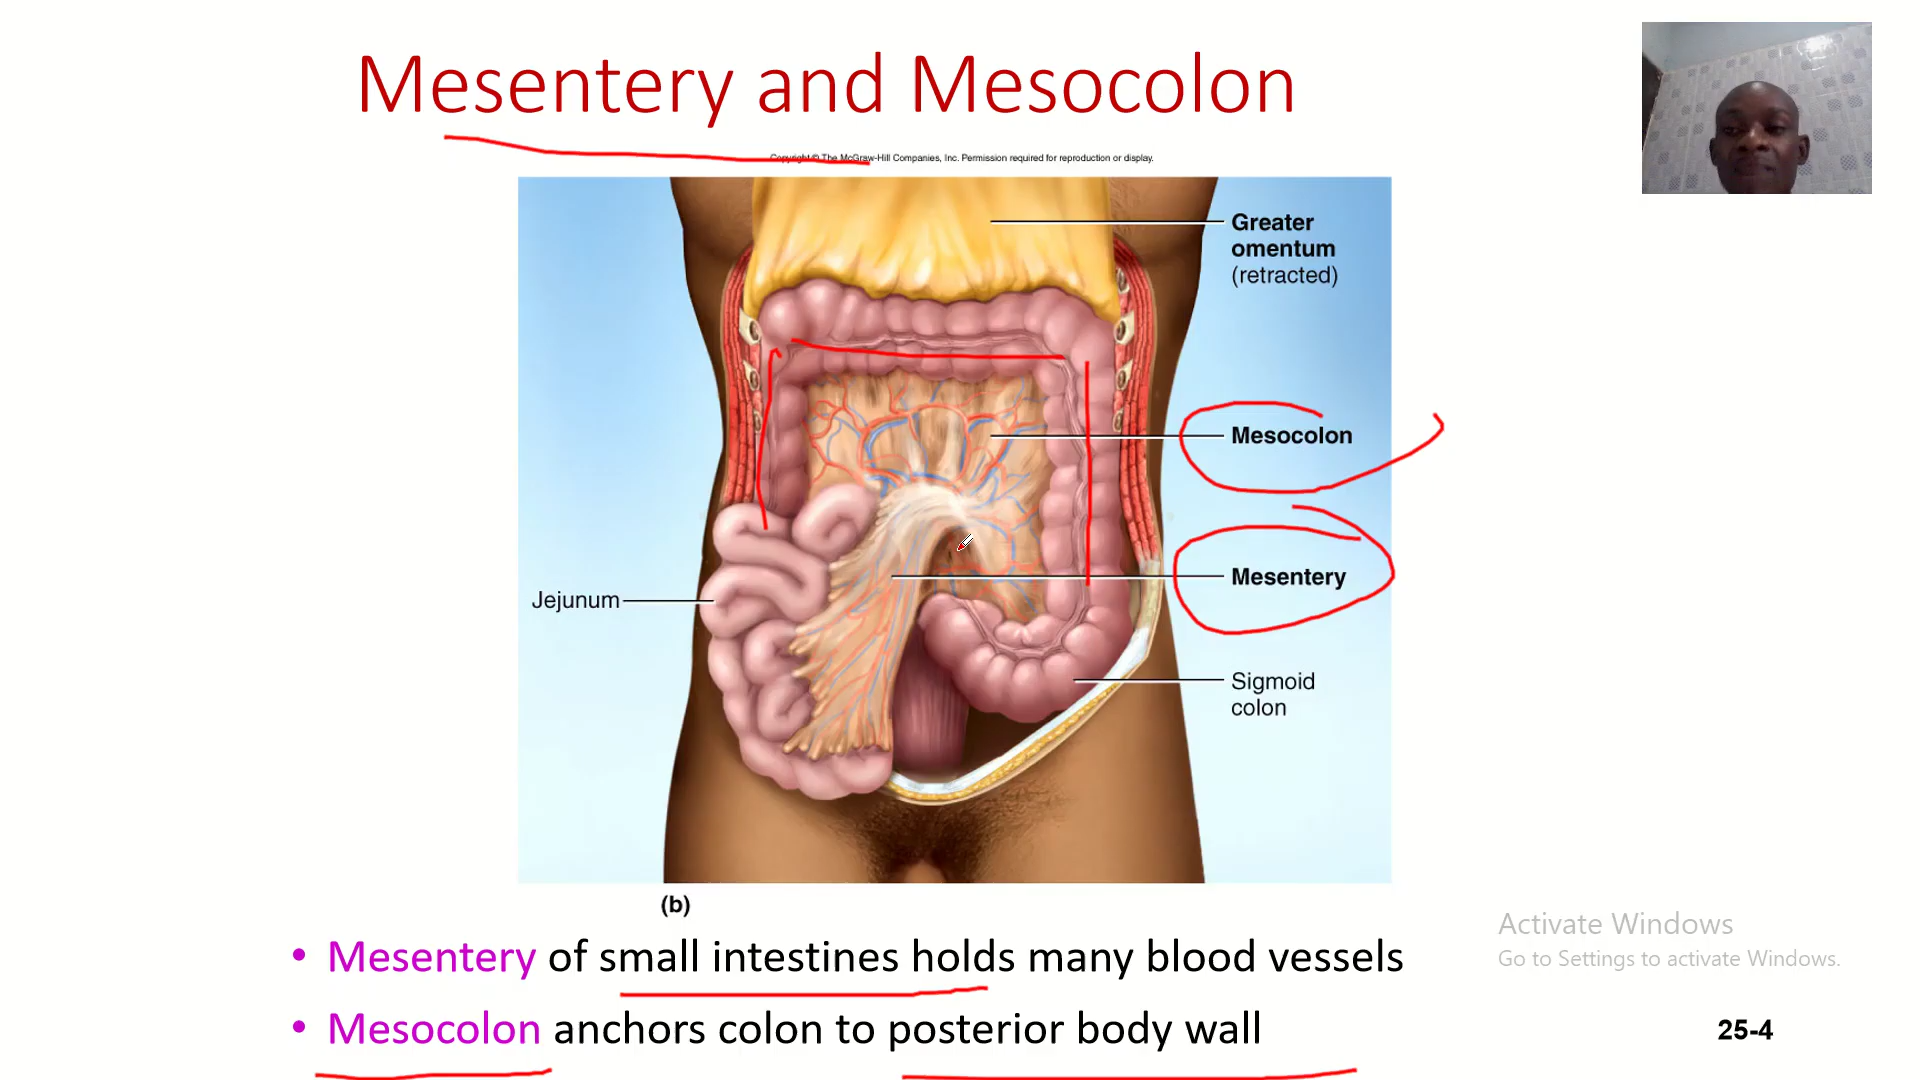 Mesentery and Mesocolon
Copyright © The McGraw-Hill Companies, Inc. Permission required for reproduction or display.
Greater
omentum
(retracted)
Mesocolon
Mesentery
Jejunum
Sigmoid
colon
(b)
• Mesentery of small intestines holds many blood vessels
• Mesocolon anchors colon to posterior body wall
Activate Windows
Go to Settings to activate Windows.
25-4